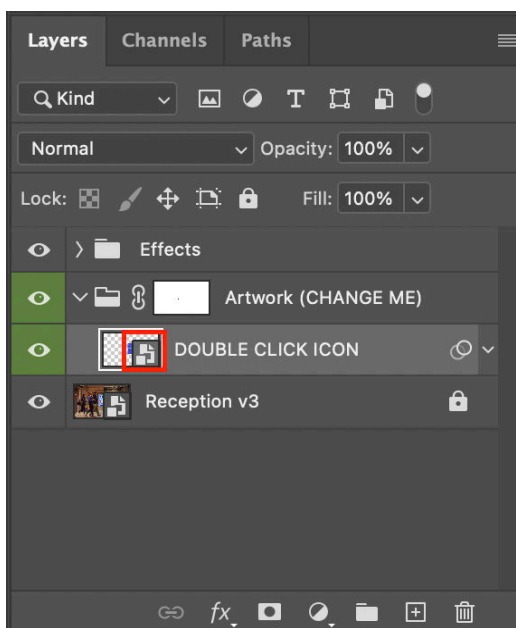 Layers Channels Paths
Kind T
Normal Opacity: 100%
Lock: Fill: 100%
Effects
Artwork (CHANGE ME)
DOUBLE CLICK ICON
Reception v3
fx